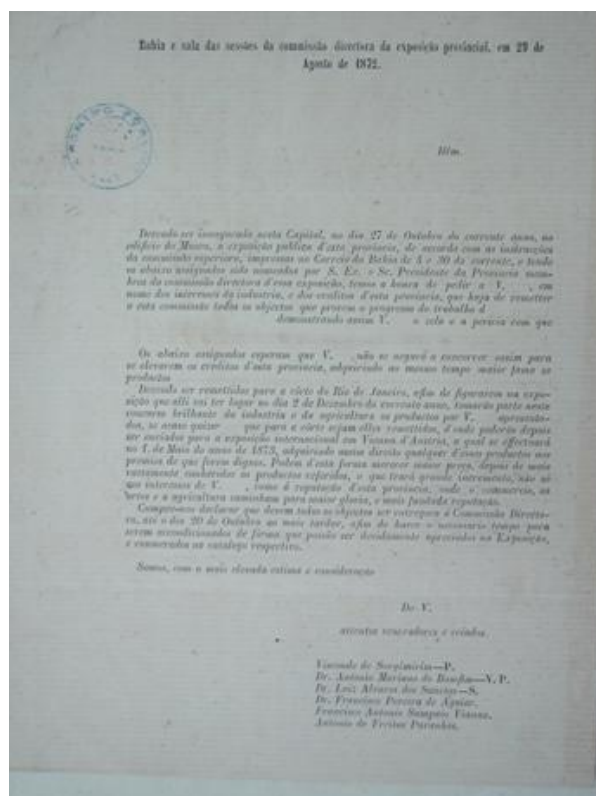 Bahia e sala das sessões da commissão directora da exposição provincial, em 29 de
Agosto de 1872.
Illm.
Devendo ser inaugurada nesta Capital, no dia 27 de Outubro do corrente anno, no
edificio da Moeda, a exposição publica d'esta provincia, de accordo com as instrucções
da commissão superiora, impressas no Correio da Bahia de 4 e 30 do corrente, e tendo
os abaixo assignados sido nomeados por S. Ex. o Sr. Presidente da Provincia mem-
bros da commissão directora d'essa exposição, temos a honra de pedir a V. , em
nome dos interesses da industria, e dos creditos d'esta provincia, que haja de remetter
a esta commissão todos os objectos que provem o progresso do trabalho d
demonstrando assim V. o zelo e a pericia com que
Os abaixo assignados esperam que V. não se negará a concorrer assim para
se elevarem os creditos d'esta provincia, adquirindo ao mesmo tempo maior fama os
productos
Devendo ser remettidos para a côrte do Rio de Janeiro, afim de figurarem na expo-
sição que alli vai ter lugar no dia 2 de Dezembro do corrente anno, tomarão parte neste
concurso brilhante da industria e da agricultura os productos por V. apresenta-
dos, se assim quizer que para a côrte sejam elles remettidos, d'onde poderão depois
ser enviados para a exposição internacional em Vienna d'Austria, a qual se effectuará
no 1.º de Maio do anno de 1873, adquirindo assim direito qualquer d'esses productos aos
premios de que forem dignos. Podem d'esta forma merecer maior preço, depois de mais
vastamente conhecidos os productos referidos, o que trará grande incremento, não só
aos interesses de V. , como á reputação d'esta provincia, onde o commercio, as
artes e a agricultura caminham para maior gloria, e mais fundada reputação.
Cumpre-nos declarar que devem todos os objectos ser entregues á Commissão Directo-
ra, até o dia 20 de Outubro ao mais tardar, afim de haver o necessario tempo para
serem accondicionados de fórma que possão ser devidamente apreciados na Exposição,
e enumerados no catalogo respectivo.
Somos, com a mais elevada estima e consideração
De V.
attentos veneradores e criados.
Visconde de Sergimirim—P.
Dr. Antonio Mariano do Bomfim—V. P.
Dr. Luiz Alvares dos Santos—S.
Dr. Francisco Pereira de Aguiar.
Francisco Antonio Sampaio Vianna.
Antonio de Freitas Paranhos.